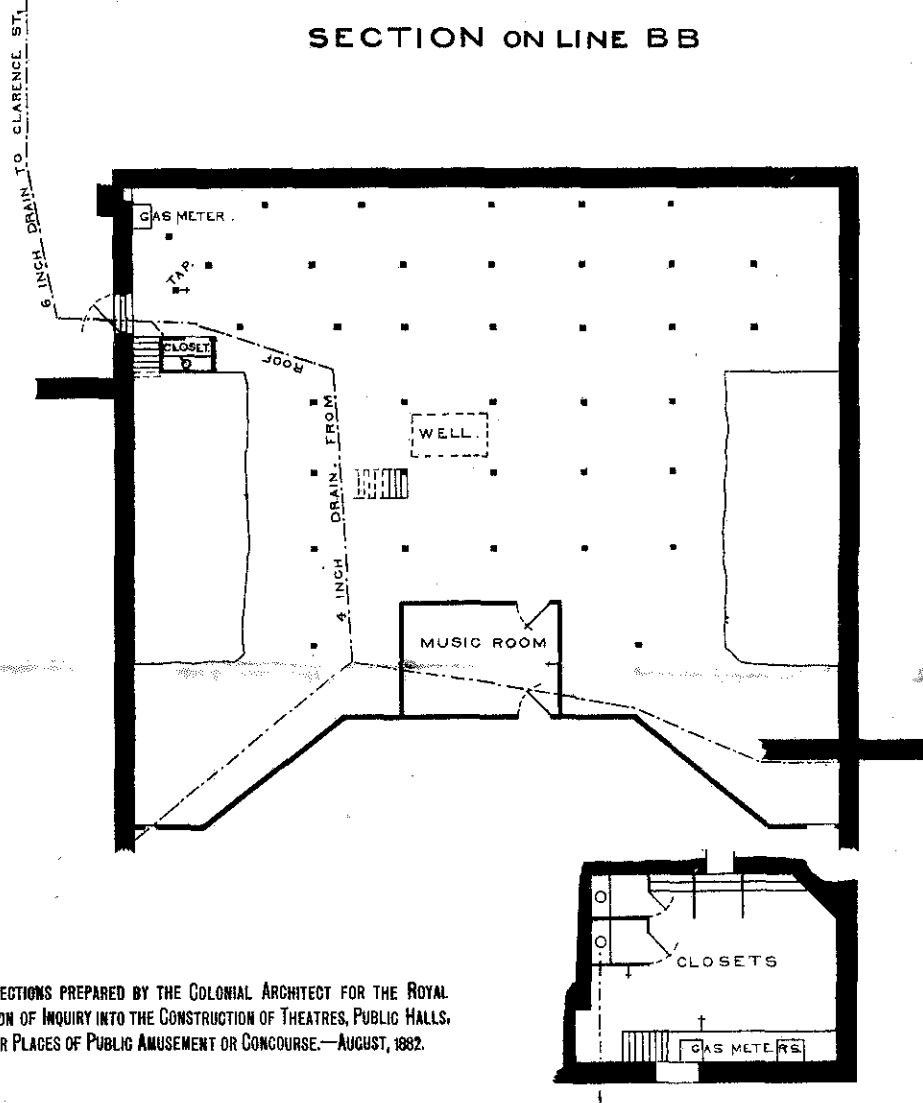 SECTION ON LINE BB
6 INCH DRAIN TO CLARENCE ST.
GAS METER.
TAP.
CLOSET.
4 INCH DRAIN FROM ROOF
WELL.
MUSIC ROOM
CLOSETS
GAS METERS
ECTIONS PREPARED BY THE COLONIAL ARCHITECT FOR THE ROYAL
ON OF INQUIRY INTO THE CONSTRUCTION OF THEATRES, PUBLIC HALLS,
R PLACES OF PUBLIC AMUSEMENT OR CONCOURSE.—AUGUST, 1882.